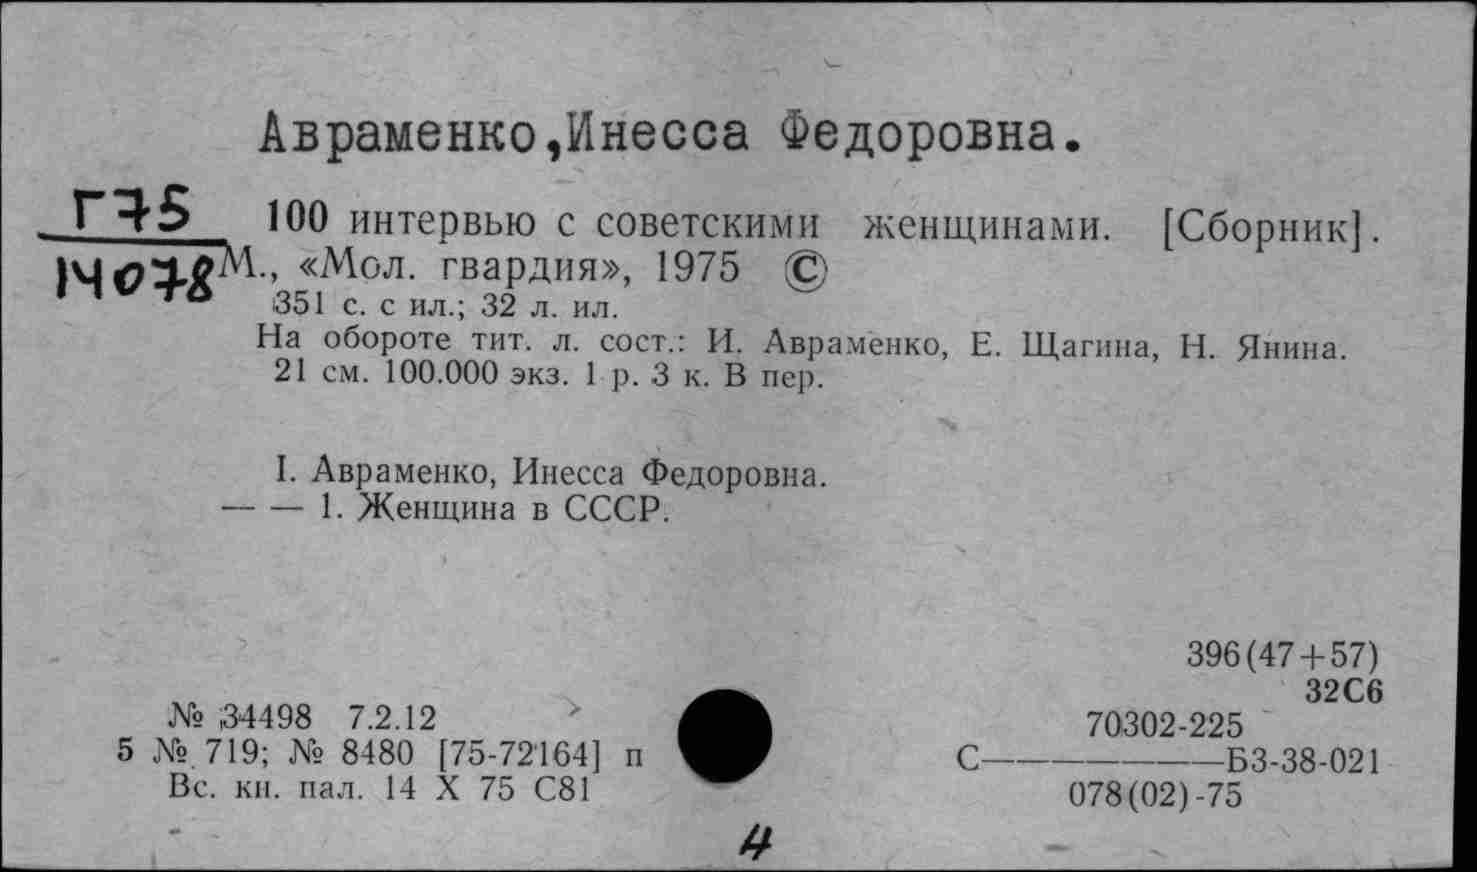 Авраменко,Инесса Федоровна.
Г75
14078
100 интервью с советскими женщинами. [Сборник].
М., «Мол. гвардия», 1975 ©
351 с. с ил.; 32 л. ил.
На обороте тит. л. сост.: И. Авраменко, Е. Щагина, Н. Янина.
21 см. 100.000 экз. 1 р. 3 к. В пер.
I. Авраменко, Инесса Федоровна.
— — 1. Женщина в СССР.
396(47+57)
32С6
№ 34498 7.2.12
5 № 719; № 8480 [75-72164] п
Вс. кн. пал. 14 X 75 С81
70302-225
С———————Б3-38-021
078(02)-75
4